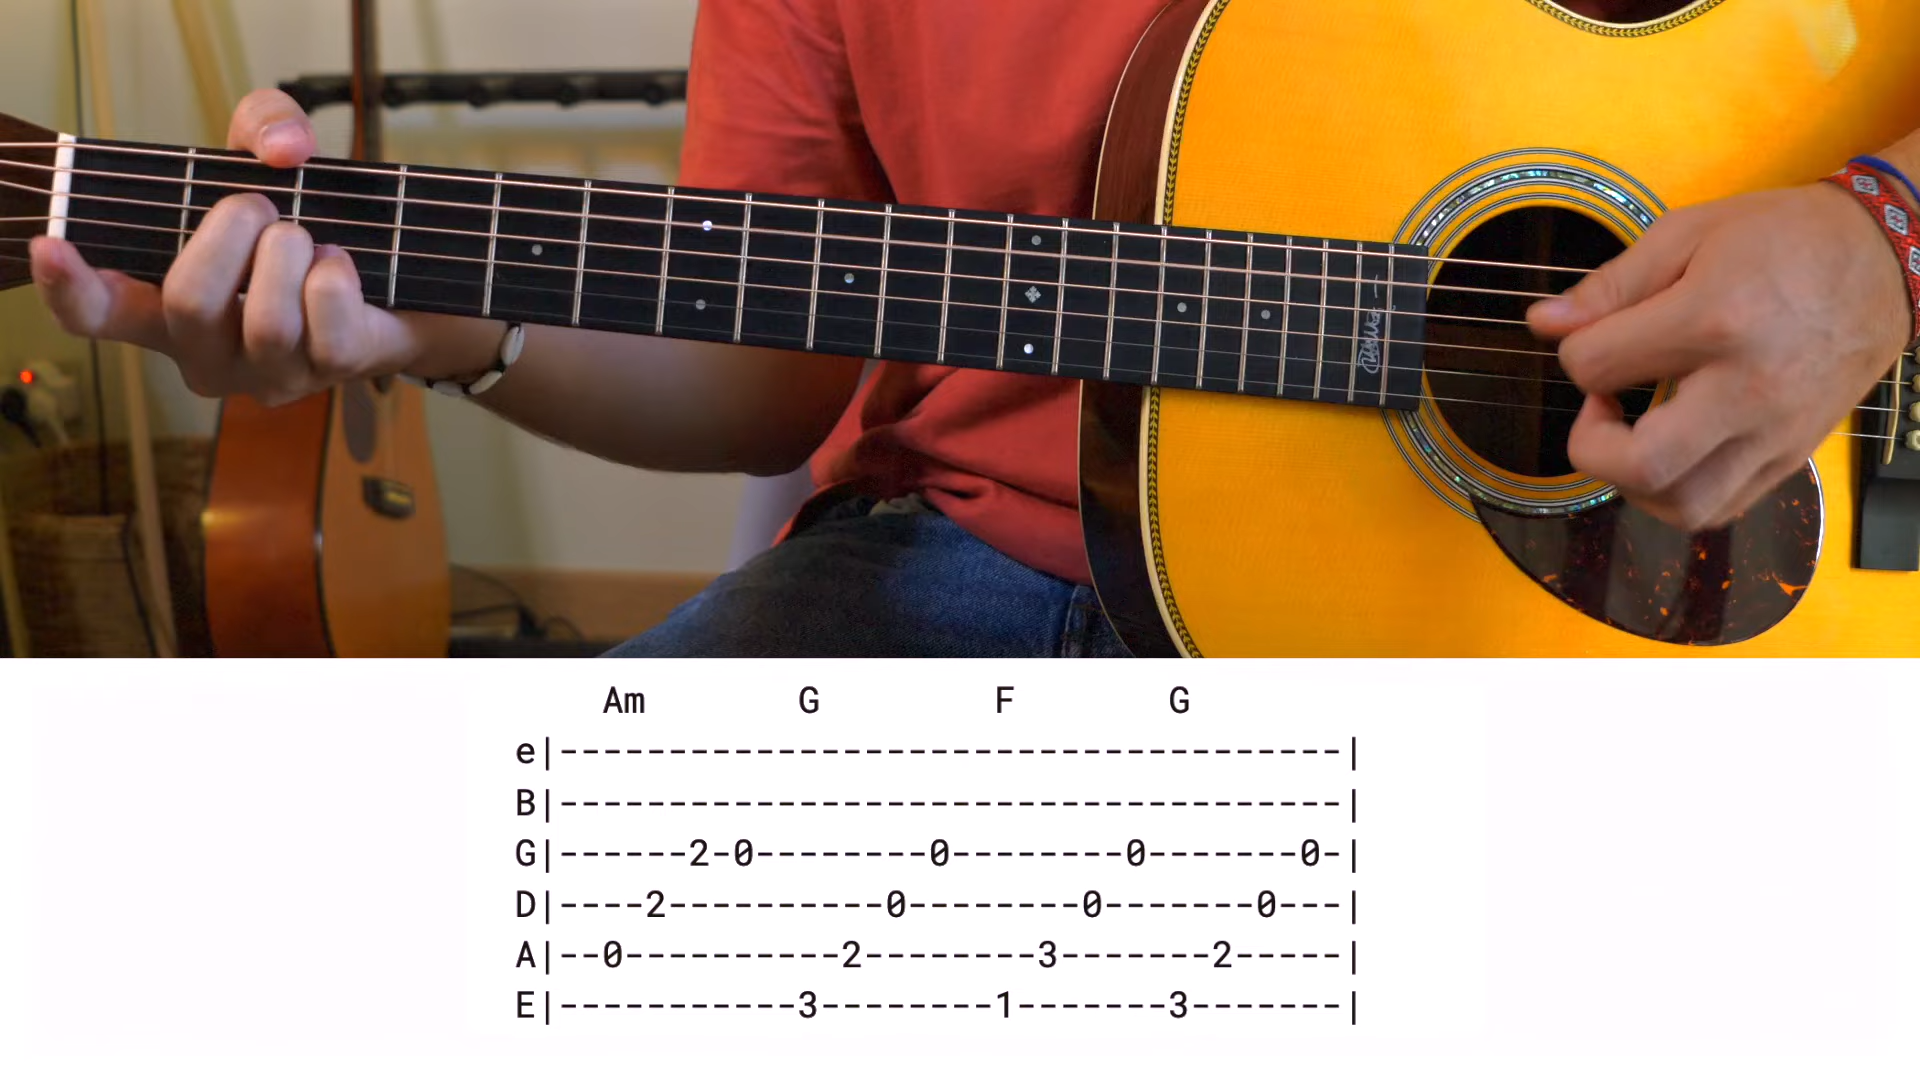 Am G F G
e|------------------------------------|
B|------------------------------------|
G|------2-0--------0--------0-------0-|
D|----2----------0--------0-------0---|
A|--0----------2--------3-------2-----|
E|-----------3--------1-------3-------|